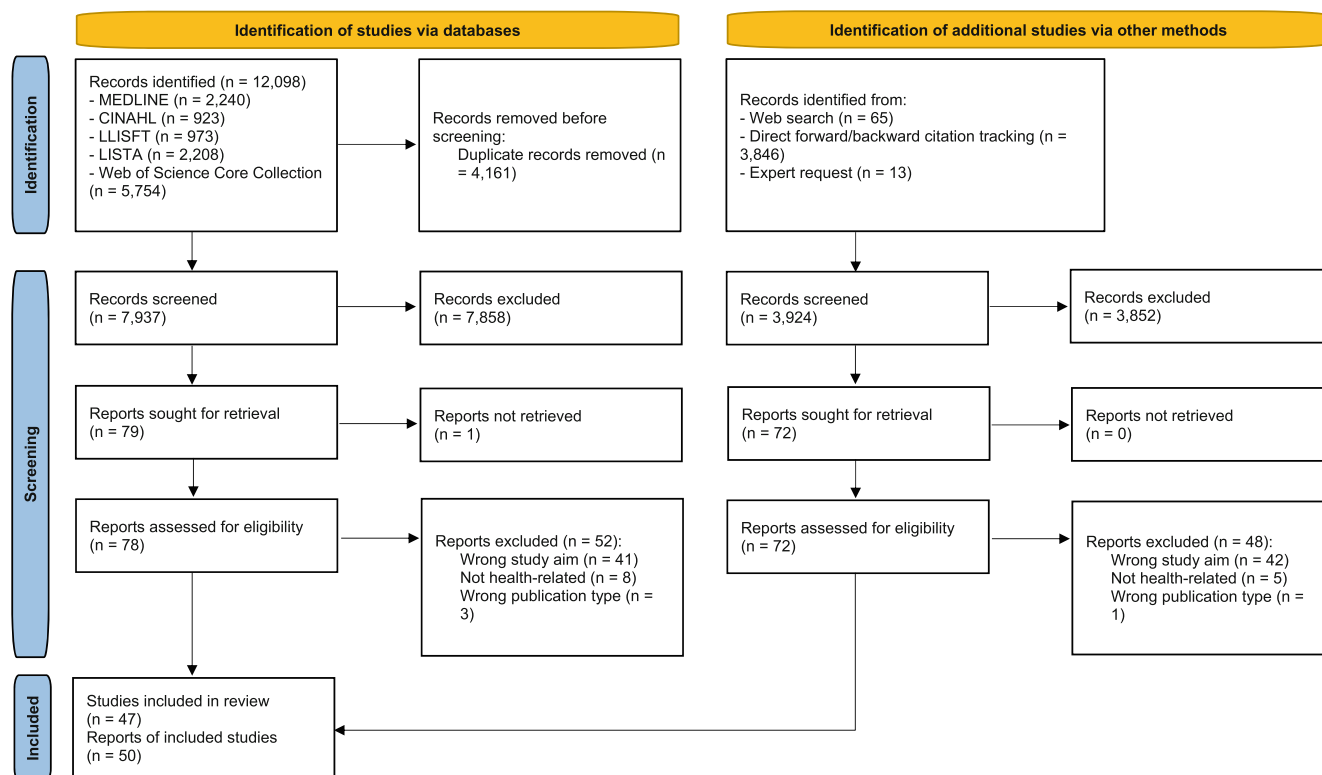 Identification of studies via databases
Identification of additional studies via other methods
Identification
Records identified (n = 12,098)
- MEDLINE (n = 2,240)
- CINAHL (n = 923)
- LLISFT (n = 973)
- LISTA (n = 2,208)
- Web of Science Core Collection
(n = 5,754)
Records removed before
screening:
Duplicate records removed (n
= 4,161)
Records identified from:
- Web search (n = 65)
- Direct forward/backward citation tracking (n =
3,846)
- Expert request (n = 13)
Screening
Records screened
(n = 7,937)
Records excluded
(n = 7,858)
Records screened
(n = 3,924)
Records excluded
(n = 3,852)
Reports sought for retrieval
(n = 79)
Reports not retrieved
(n = 1)
Reports sought for retrieval
(n = 72)
Reports not retrieved
(n = 0)
Reports assessed for eligibility
(n = 78)
Reports excluded (n = 52):
Wrong study aim (n = 41)
Not health-related (n = 8)
Wrong publication type (n =
3)
Reports assessed for eligibility
(n = 72)
Reports excluded (n = 48):
Wrong study aim (n = 42)
Not health-related (n = 5)
Wrong publication type (n =
1)
Included
Studies included in review
(n = 47)
Reports of included studies
(n = 50)